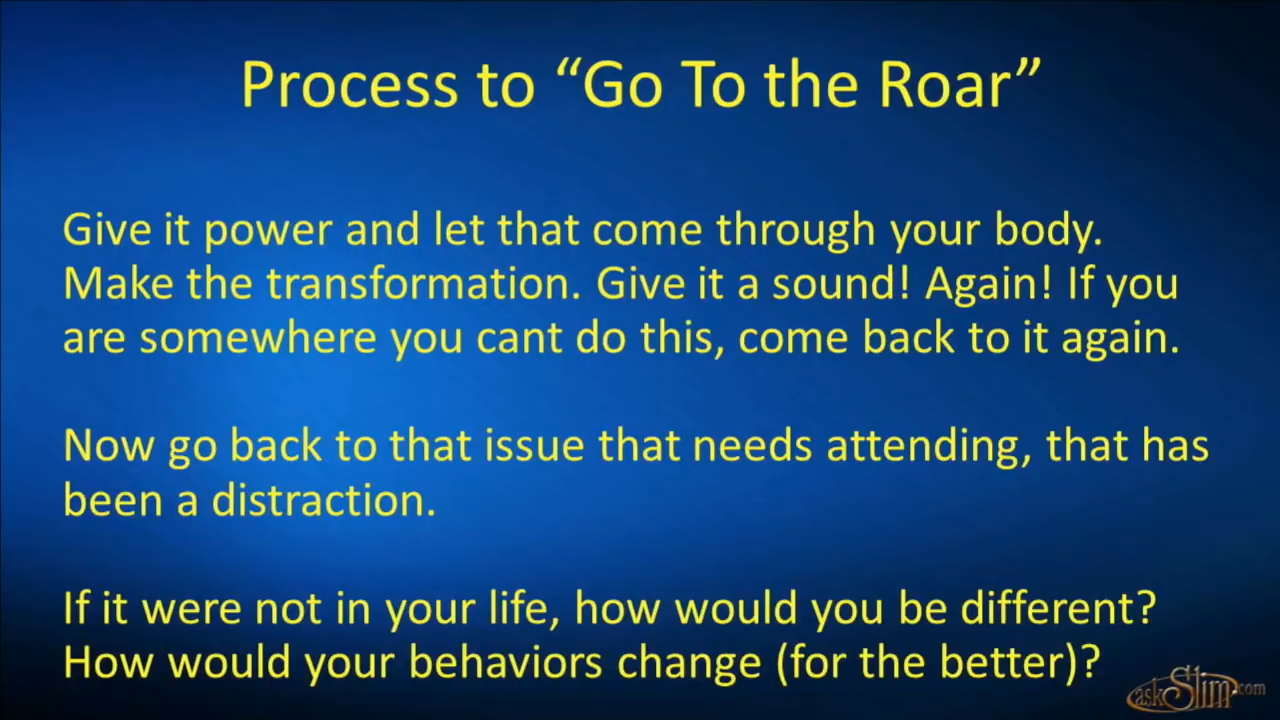 Process to “Go To the Roar”
Give it power and let that come through your body.
Make the transformation. Give it a sound! Again! If you
are somewhere you cant do this, come back to it again.
Now go back to that issue that needs attending, that has
been a distraction.
If it were not in your life, how would you be different?
How would your behaviors change (for the better)?
askSlim.com